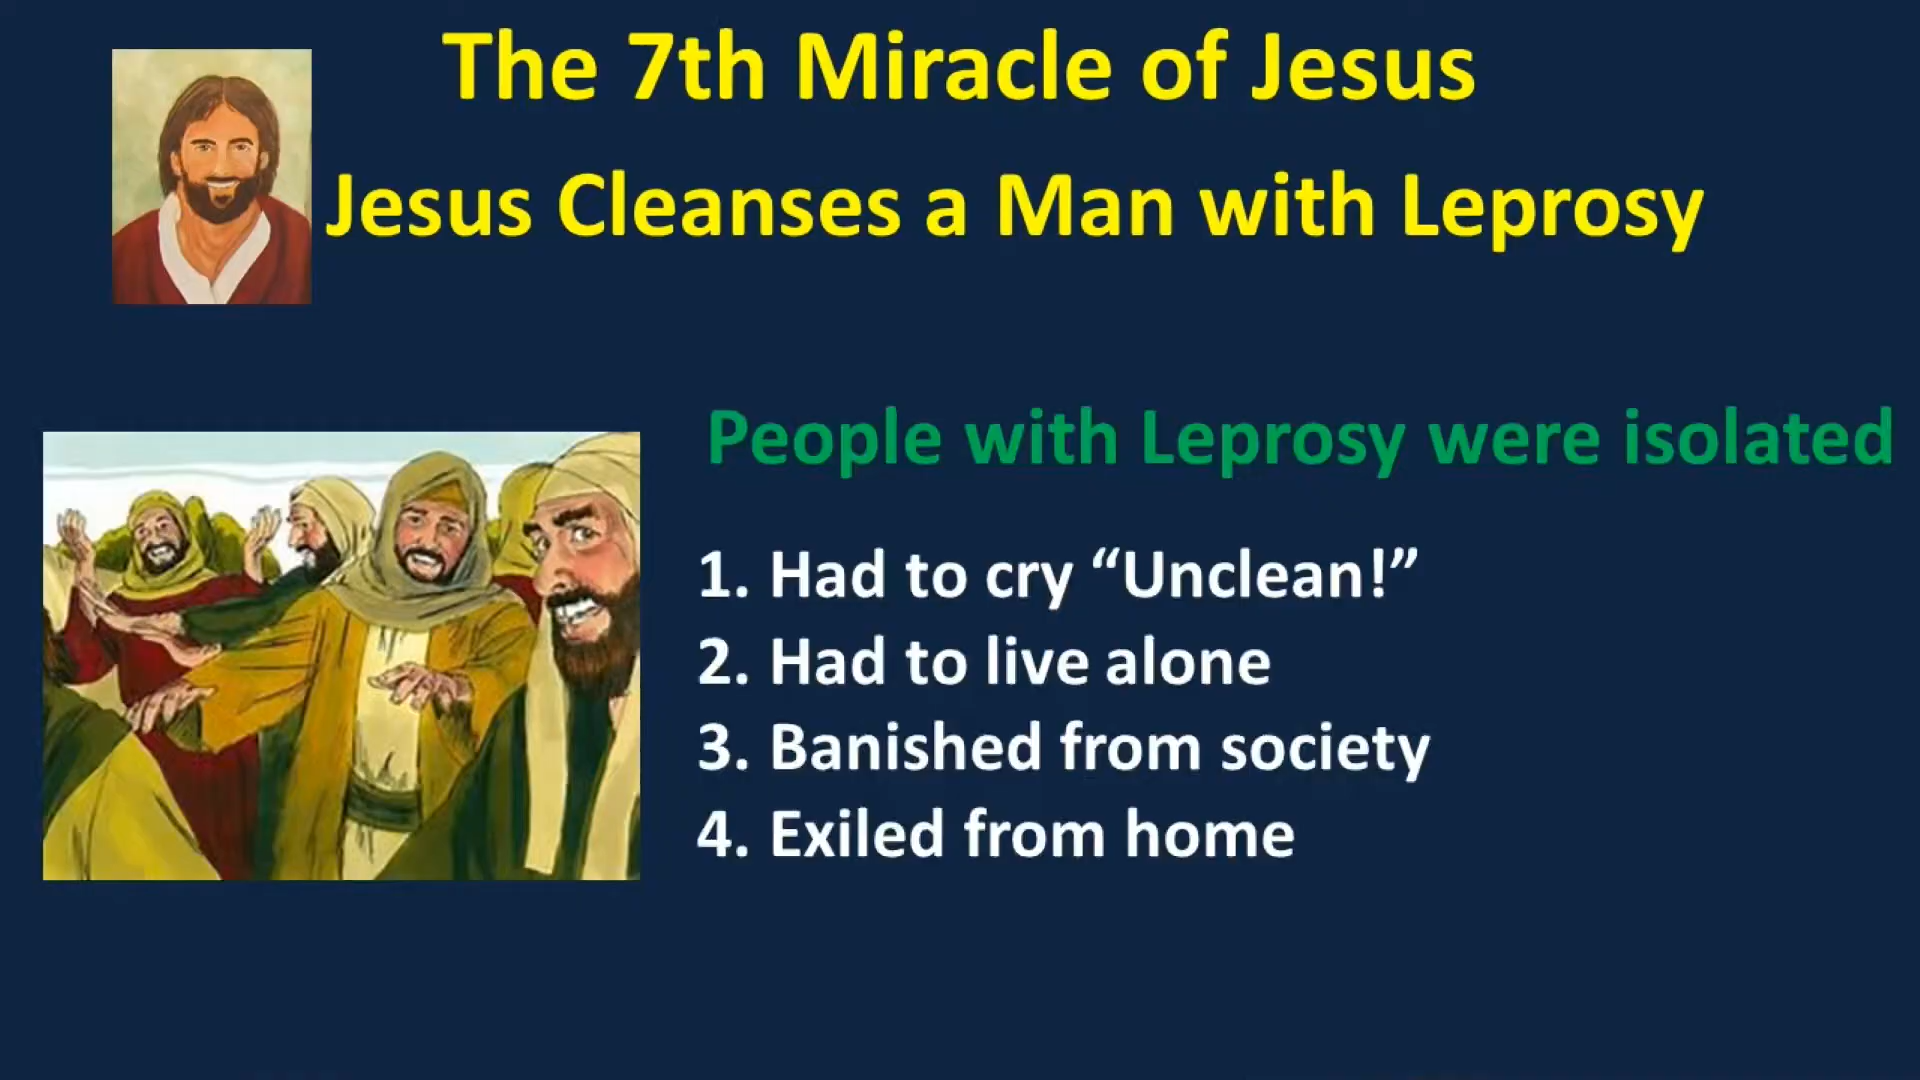 The 7th Miracle of Jesus
Jesus Cleanses a Man with Leprosy
People with Leprosy were isolated
1. Had to cry “Unclean!”
2. Had to live alone
3. Banished from society
4. Exiled from home